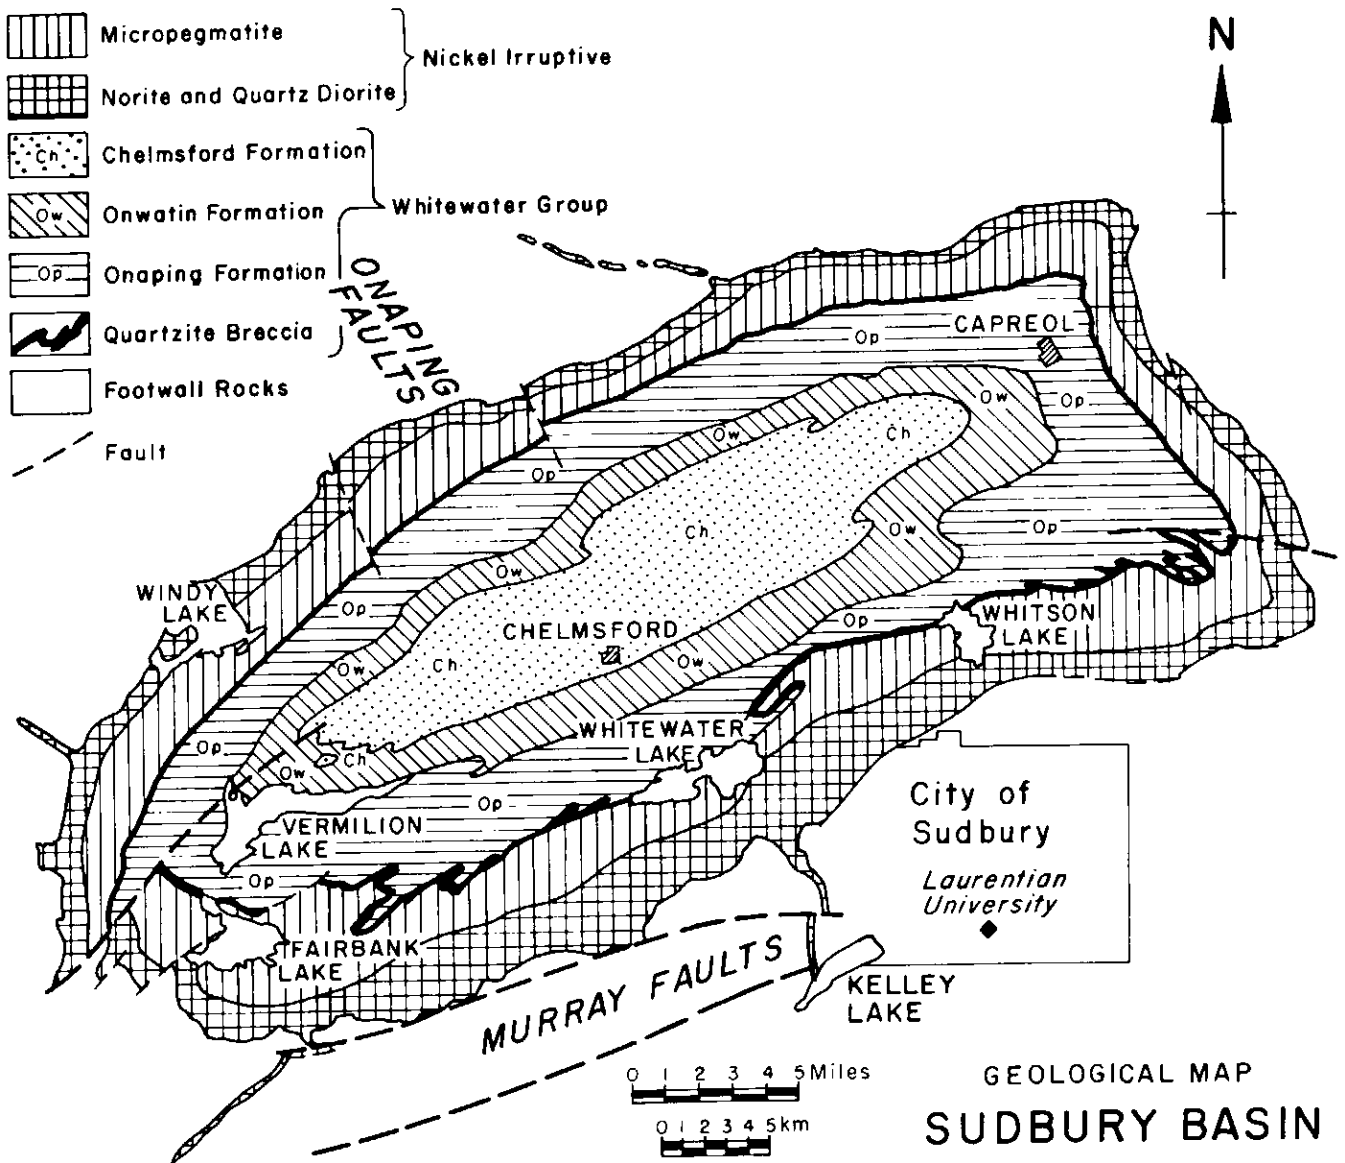 Micropegmatite
Nickel Irruptive
Norite and Quartz Diorite
Ch
Chelmsford Formation
Ow
Onwatin Formation
Whitewater Group
Op
Onaping Formation
Quartzite Breccia
Footwall Rocks
Fault
N
ONAPING
FAULTS
CAPREOL
Op
Op
Ow
Ow
Ch
Op
Ch
Ow
Op
Ow
WINDY
LAKE
Op
CHELMSFORD
Op
WHITSON
LAKE
Ow
Ch
Ow
Op
WHITEWATER
LAKE
Ow
Ch
Op
VERMILION
LAKE
Op
FAIRBANK
LAKE
City of
Sudbury
Laurentian
University
KELLEY
LAKE
MURRAY FAULTS
0 1 2 3 4 5 Miles
0 1 2 3 4 5 km
GEOLOGICAL MAP
SUDBURY BASIN